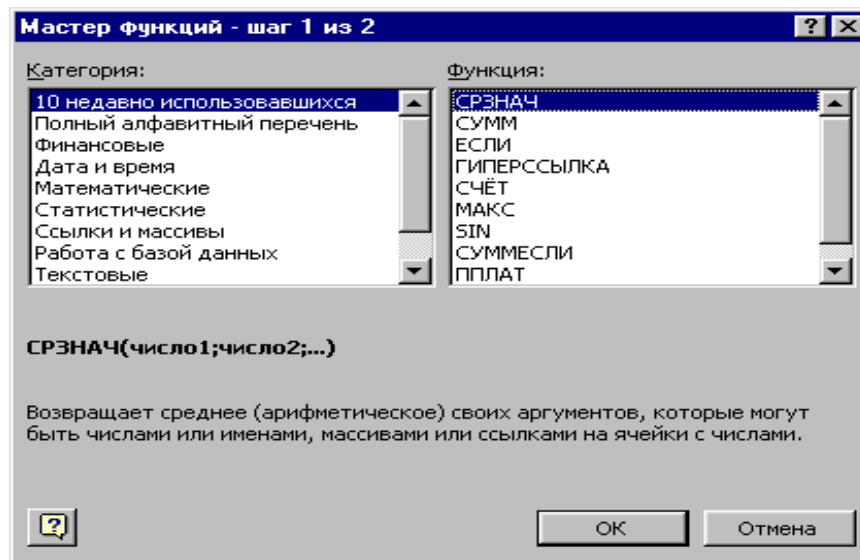 Мастер функций - шаг 1 из 2
Категория:
Функция:
10 недавно использовавшихся
Полный алфавитный перечень
Финансовые
Дата и время
Математические
Статистические
Ссылки и массивы
Работа с базой данных
Текстовые
СРЗНАЧ
СУММ
ЕСЛИ
ГИПЕРССЫЛКА
СЧЁТ
МАКС
SIN
СУММЕСЛИ
ППЛАТ
СРЗНАЧ(число1;число2;...)
Возвращает среднее (арифметическое) своих аргументов, которые могут
быть числами или именами, массивами или ссылками на ячейки с числами.
OK
Отмена